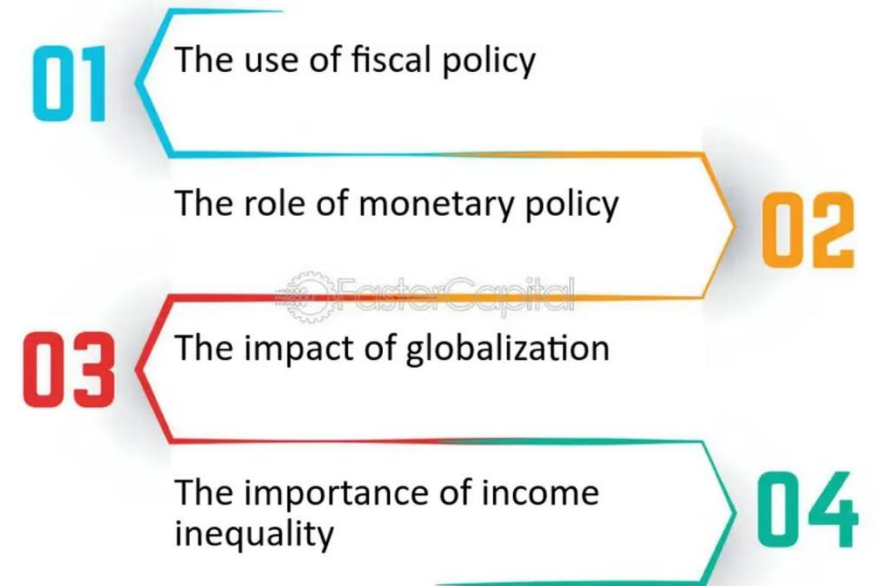 01
The use of fiscal policy
The role of monetary policy
02
FasterCapital
03
The impact of globalization
The importance of income
inequality
04